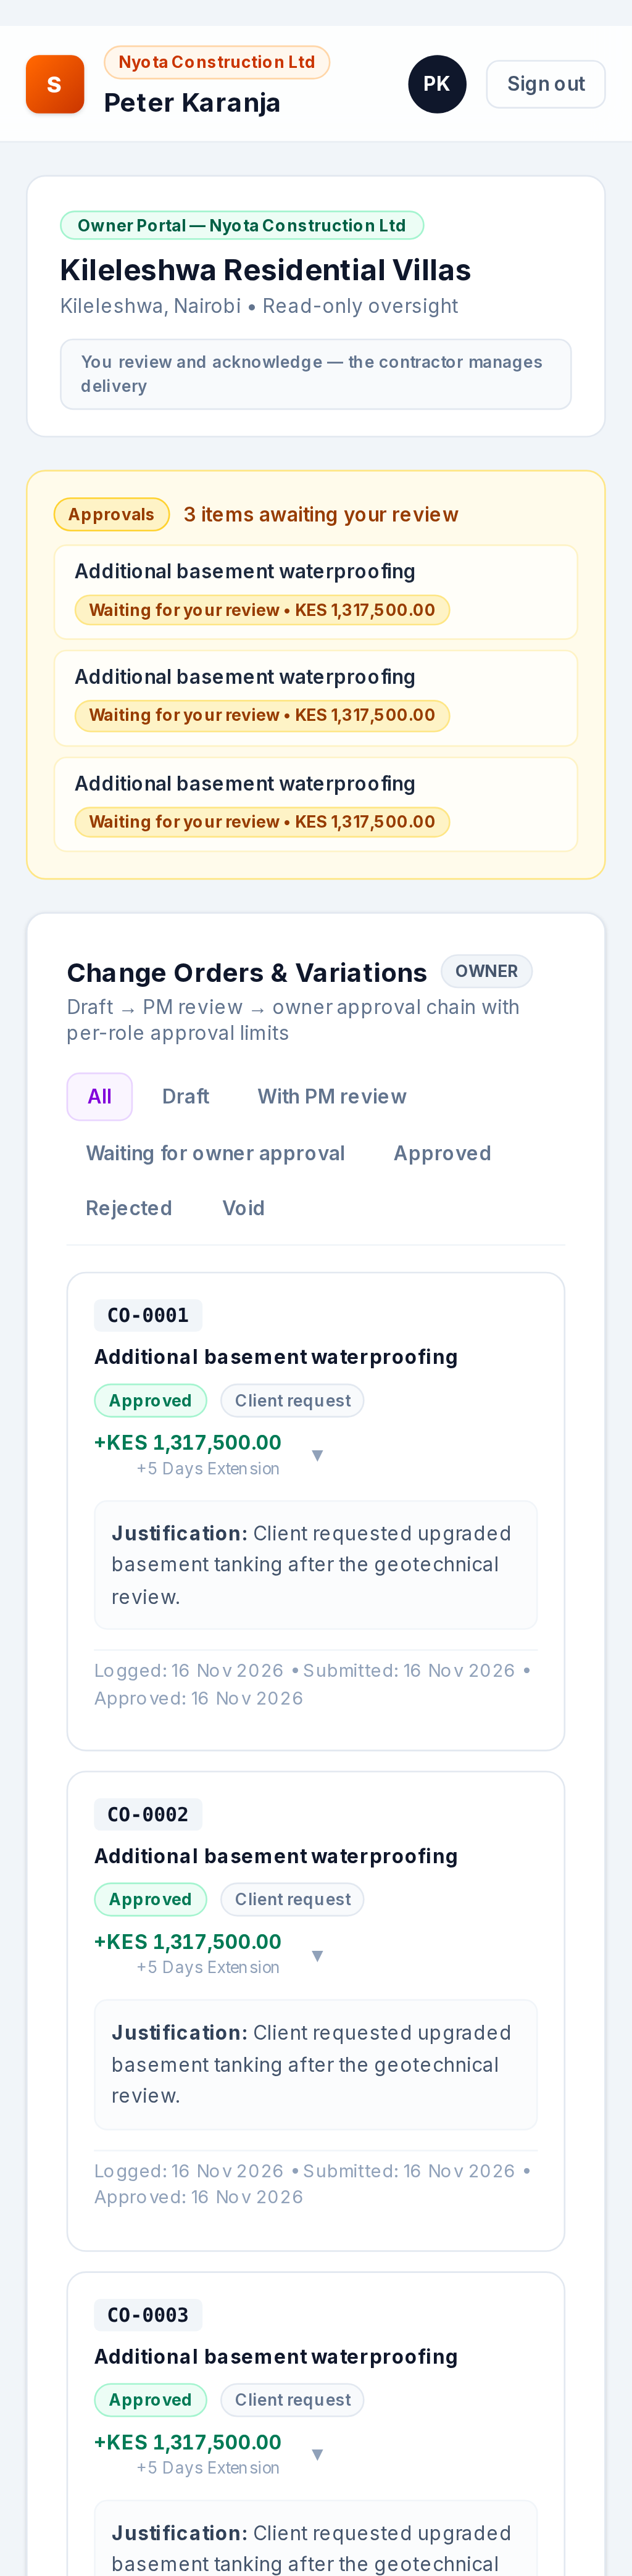 S
Nyota Construction Ltd
Peter Karanja
PK
Sign out
Owner Portal — Nyota Construction Ltd
Kileleshwa Residential Villas
Kileleshwa, Nairobi • Read-only oversight
You review and acknowledge — the contractor manages
delivery
Approvals
3 items awaiting your review
Additional basement waterproofing
Waiting for your review • KES 1,317,500.00
Additional basement waterproofing
Waiting for your review • KES 1,317,500.00
Additional basement waterproofing
Waiting for your review • KES 1,317,500.00
Change Orders & Variations OWNER
Draft → PM review → owner approval chain with
per-role approval limits
All Draft With PM review
Waiting for owner approval Approved
Rejected Void
CO-0001
Additional basement waterproofing
Approved Client request
+KES 1,317,500.00 ▼
+5 Days Extension
Justification: Client requested upgraded
basement tanking after the geotechnical
review.
Logged: 16 Nov 2026 • Submitted: 16 Nov 2026 •
Approved: 16 Nov 2026
CO-0002
Additional basement waterproofing
Approved Client request
+KES 1,317,500.00 ▼
+5 Days Extension
Justification: Client requested upgraded
basement tanking after the geotechnical
review.
Logged: 16 Nov 2026 • Submitted: 16 Nov 2026 •
Approved: 16 Nov 2026
CO-0003
Additional basement waterproofing
Approved Client request
+KES 1,317,500.00 ▼
+5 Days Extension
Justification: Client requested upgraded
basement tanking after the geotechnical